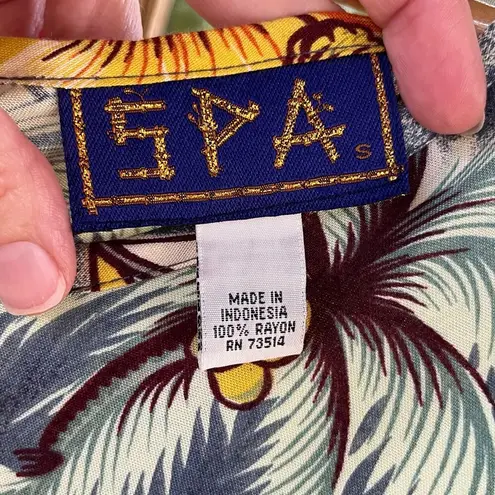 SPA
S
MADE IN
INDONESIA
100% RAYON
RN 73514